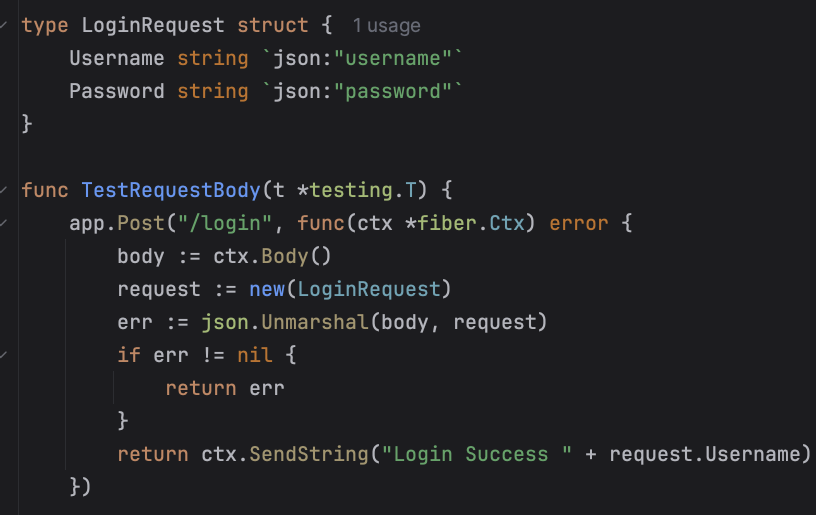 type LoginRequest struct { 1 usage
    Username string `json:"username"`
    Password string `json:"password"`
}
func TestRequestBody(t *testing.T) {
    app.Post("/login", func(ctx *fiber.Ctx) error {
        body := ctx.Body()
        request := new(LoginRequest)
        err := json.Unmarshal(body, request)
        if err != nil {
            return err
        }
        return ctx.SendString("Login Success " + request.Username)
    })